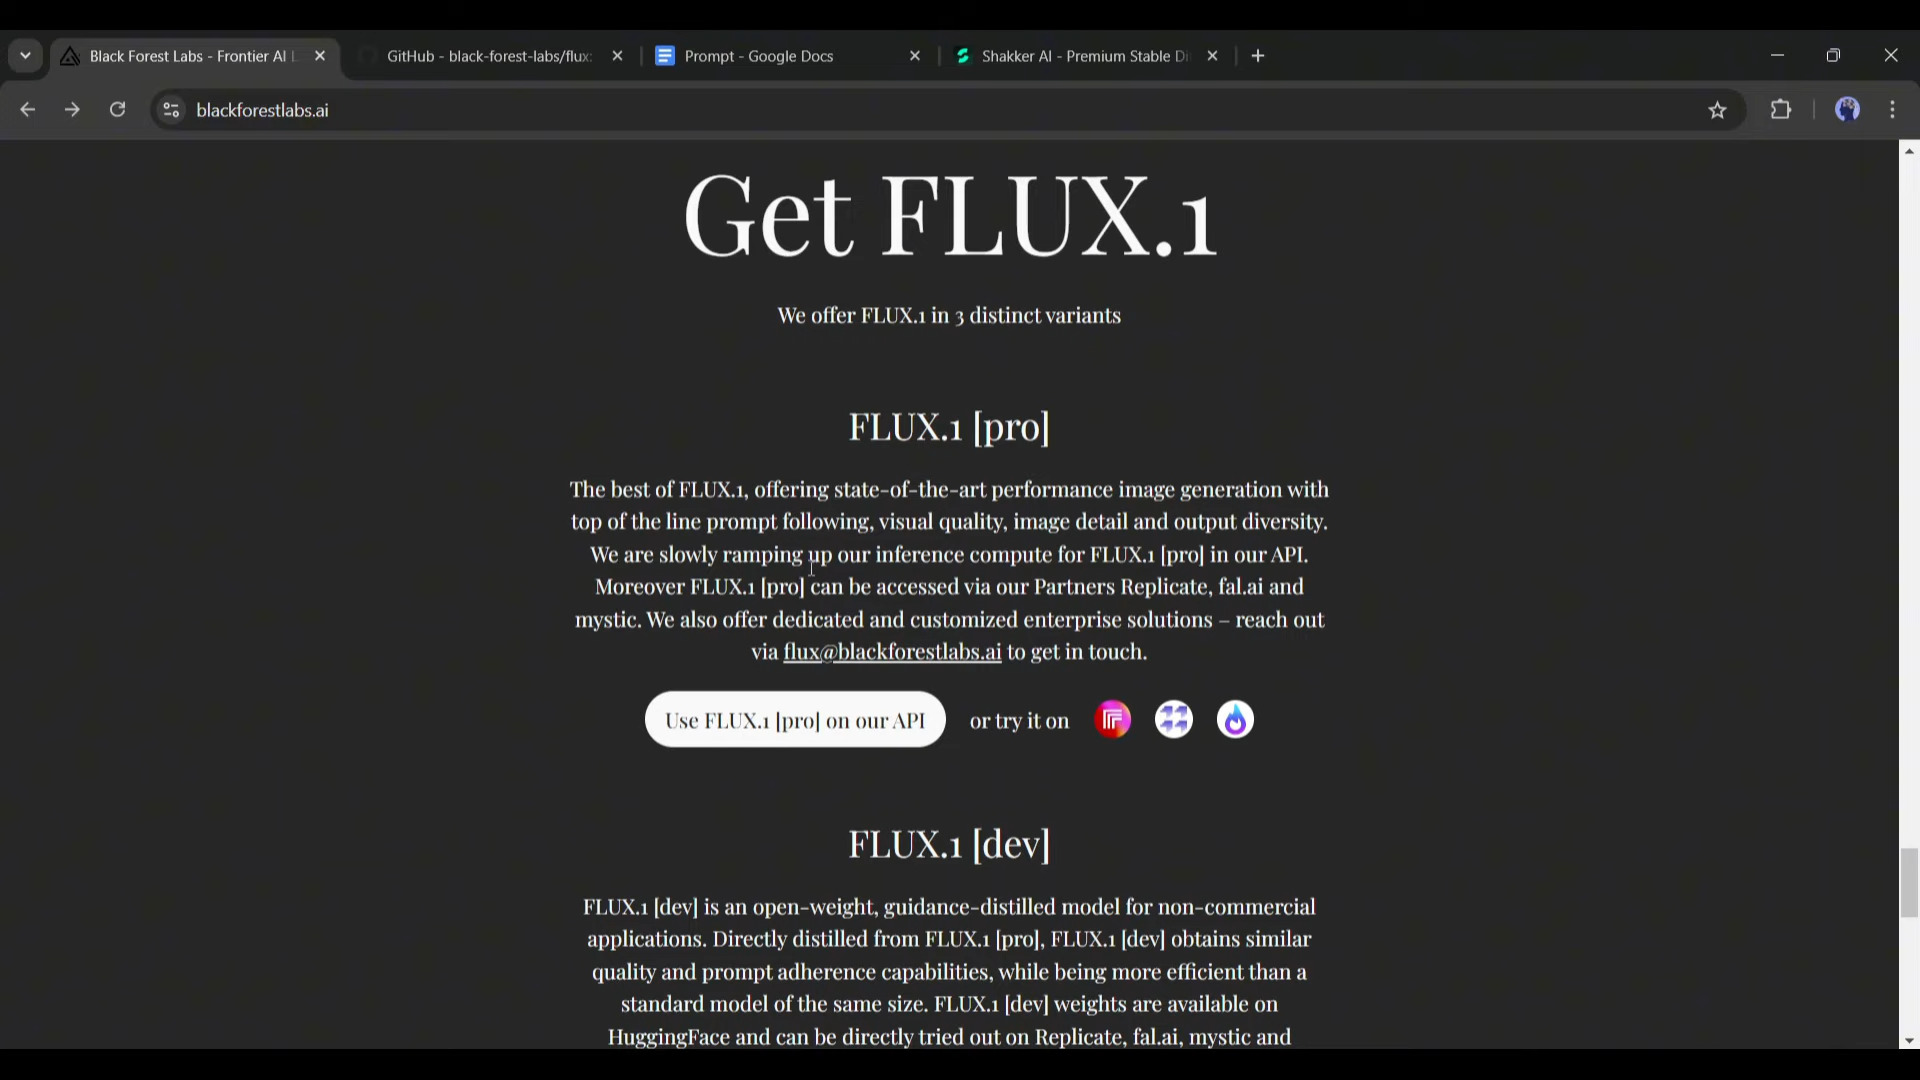 Black Forest Labs - Frontier AI L
GitHub - black-forest-labs/flux:
Prompt - Google Docs
Shakker AI - Premium Stable Di
blackforestlabs.ai
Get FLUX.1
We offer FLUX.1 in 3 distinct variants
FLUX.1 [pro]
The best of FLUX.1, offering state-of-the-art performance image generation with
top of the line prompt following, visual quality, image detail and output diversity.
We are slowly ramping up our inference compute for FLUX.1 [pro] in our API.
Moreover FLUX.1 [pro] can be accessed via our Partners Replicate, fal.ai and
mystic. We also offer dedicated and customized enterprise solutions – reach out
via flux@blackforestlabs.ai to get in touch.
Use FLUX.1 [pro] on our API or try it on
FLUX.1 [dev]
FLUX.1 [dev] is an open-weight, guidance-distilled model for non-commercial
applications. Directly distilled from FLUX.1 [pro], FLUX.1 [dev] obtains similar
quality and prompt adherence capabilities, while being more efficient than a
standard model of the same size. FLUX.1 [dev] weights are available on
HuggingFace and can be directly tried out on Replicate, fal.ai, mystic and